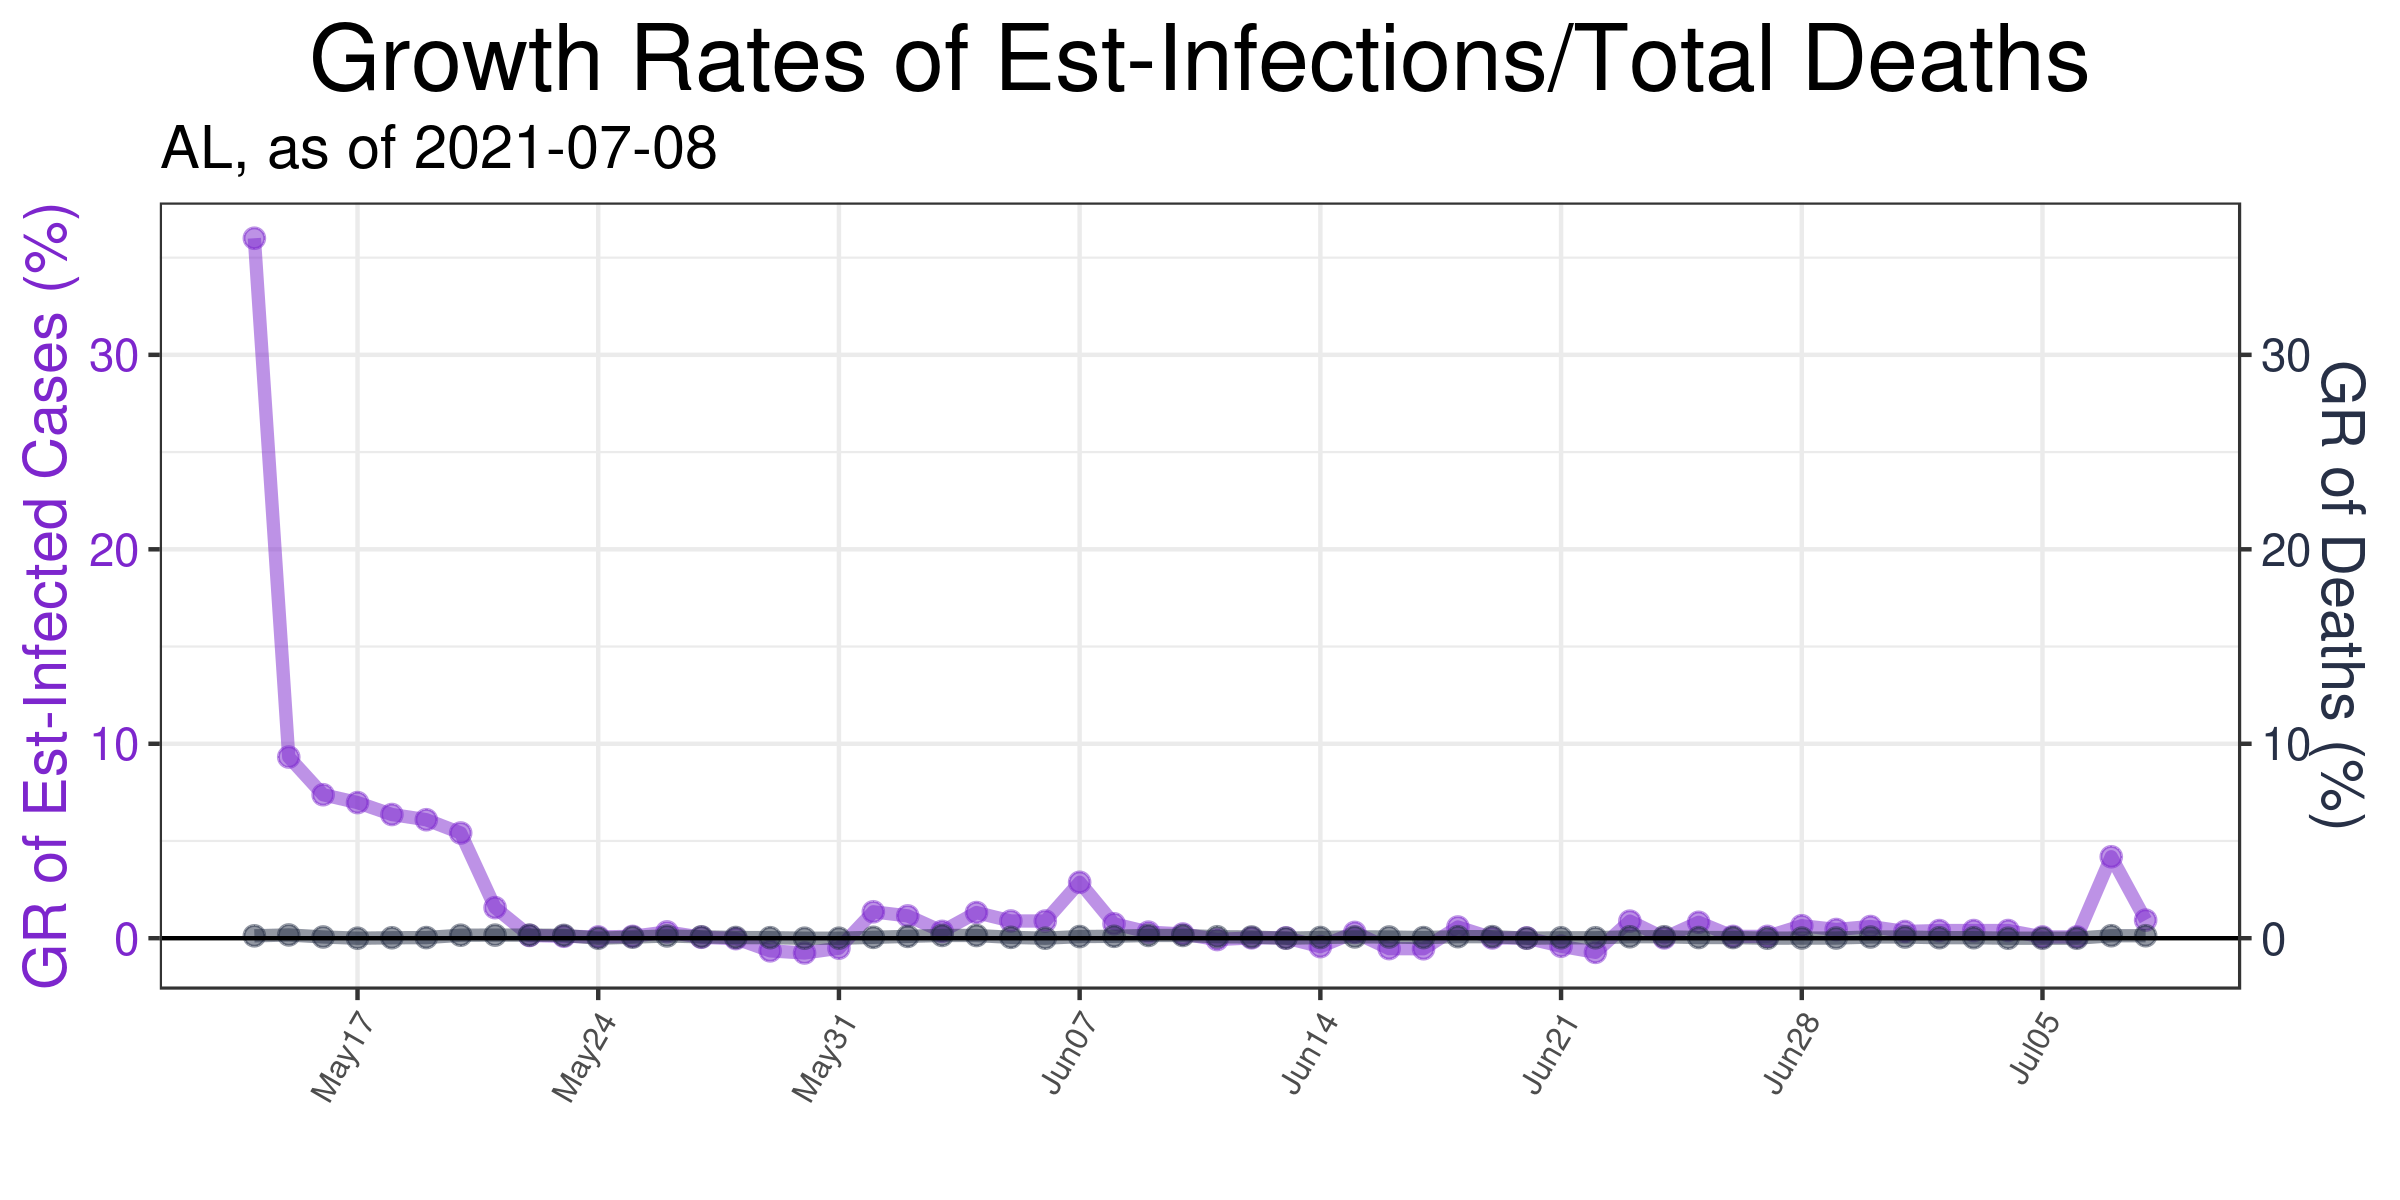 Growth Rates of Est-Infections/Total Deaths
AL, as of 2021-07-08
GR of Est-Infected Cases (%)
30
20
10
0
30
20
10
0
GR of Deaths (%)
May17
May24
May31
Jun07
Jun14
Jun21
Jun28
Jul05